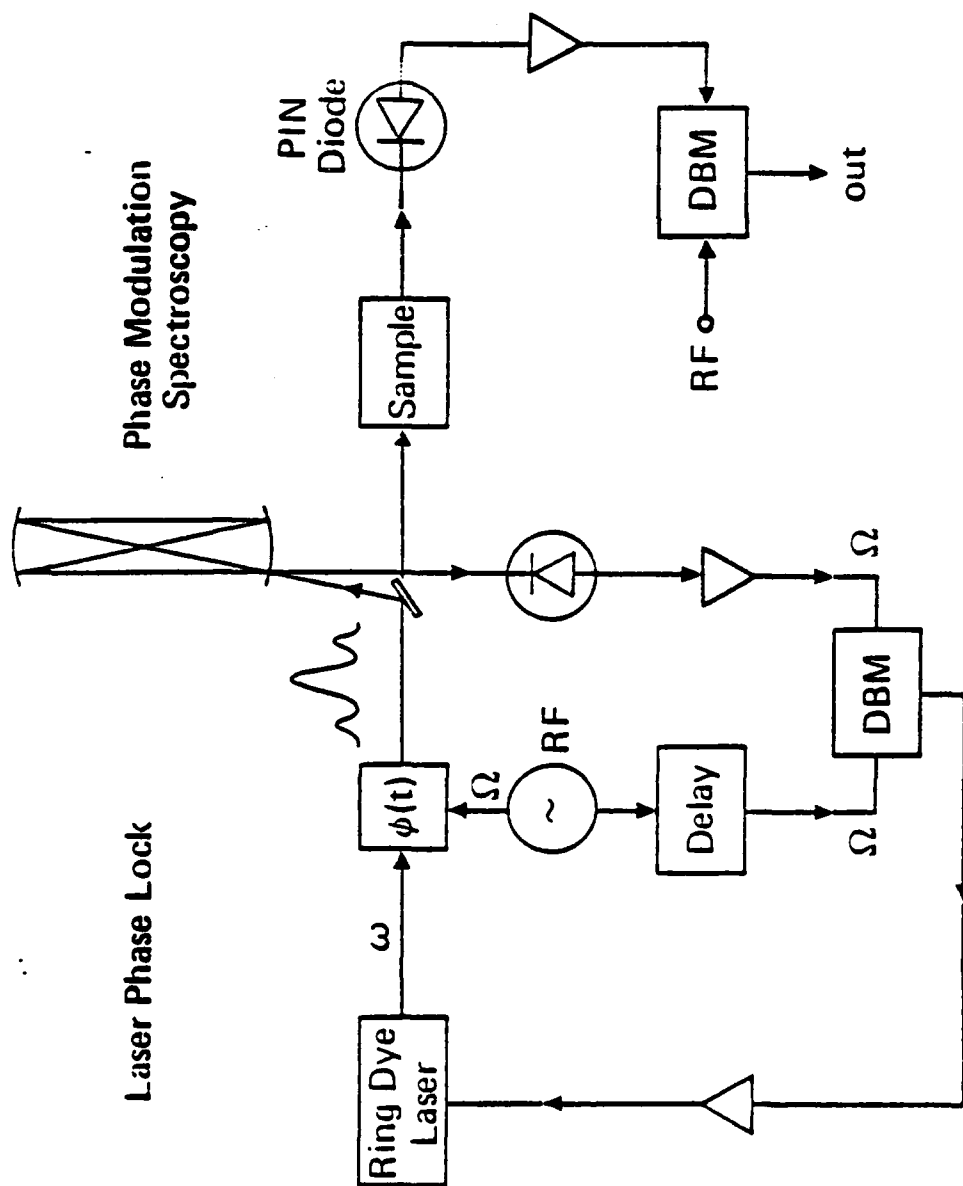 Laser Phase Lock
Phase Modulation
Spectroscopy
Ring Dye
Laser
ω
ϕ(t)
Ω
RF
Delay
Ω
DBM
Ω
Sample
PIN
Diode
RF
DBM
out